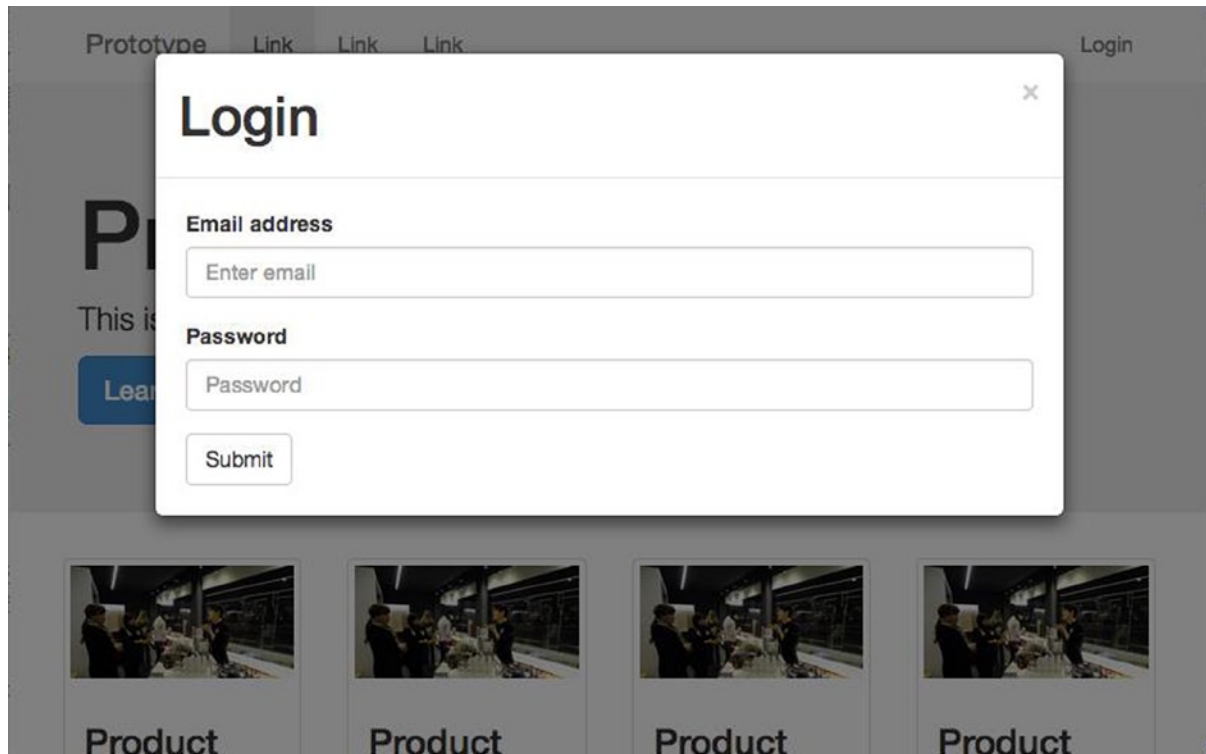 Prototype Link Link Link Login
Login ×
Email address
Enter email
This is
Password
Lear
Password
Submit
Product Product Product Product